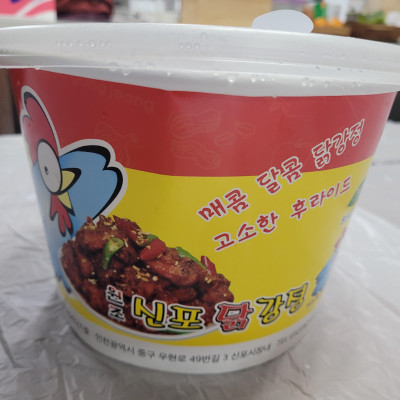 매콤 달콤 닭강정
고소한 후라이드
원조
신포닭강정
인천광역시 중구 우현로 49번길 3 신포시장내